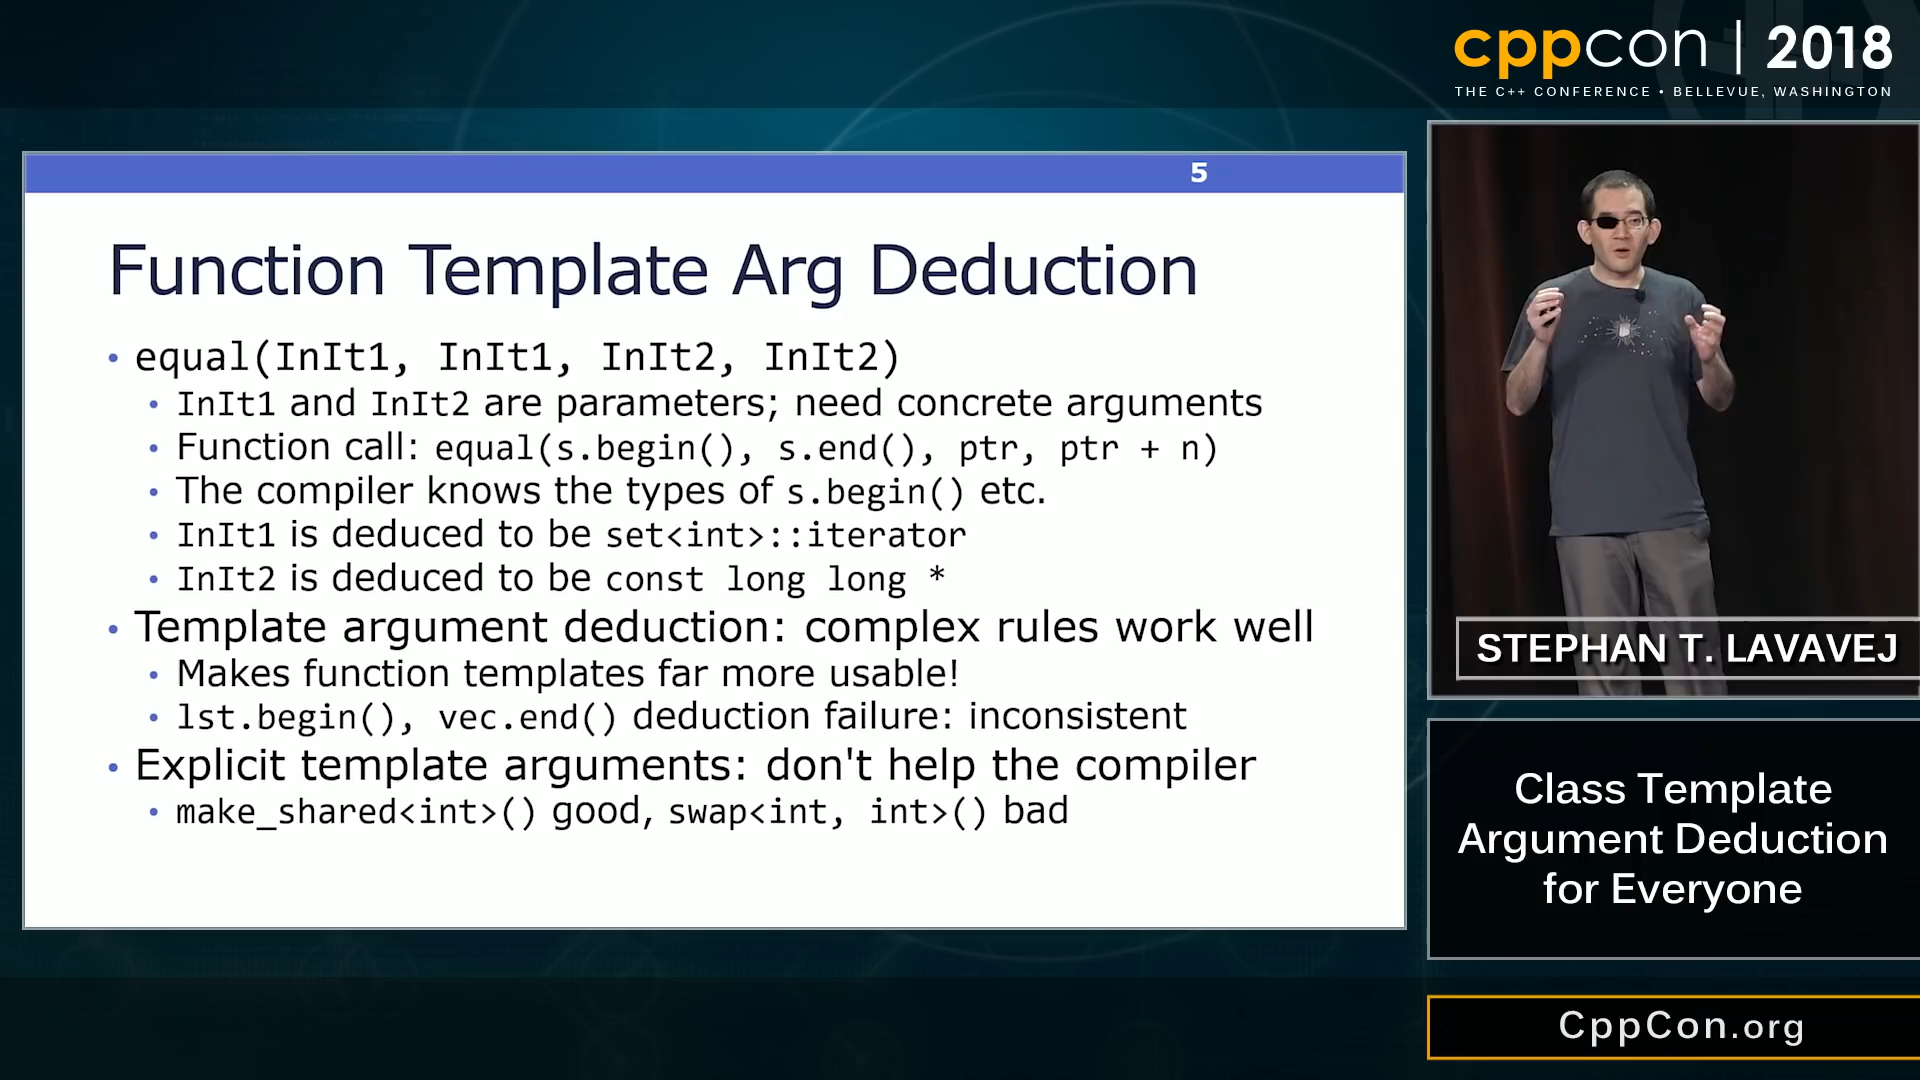 cppcon | 2018
THE C++ CONFERENCE • BELLEVUE, WASHINGTON
5
Function Template Arg Deduction
• equal(InIt1, InIt1, InIt2, InIt2)
• InIt1 and InIt2 are parameters; need concrete arguments
• Function call: equal(s.begin(), s.end(), ptr, ptr + n)
• The compiler knows the types of s.begin() etc.
• InIt1 is deduced to be set<int>::iterator
• InIt2 is deduced to be const long long *
• Template argument deduction: complex rules work well
• Makes function templates far more usable!
• lst.begin(), vec.end() deduction failure: inconsistent
• Explicit template arguments: don't help the compiler
• make_shared<int>() good, swap<int, int>() bad
STEPHAN T. LAVAVEJ
Class Template
Argument Deduction
for Everyone
CppCon.org